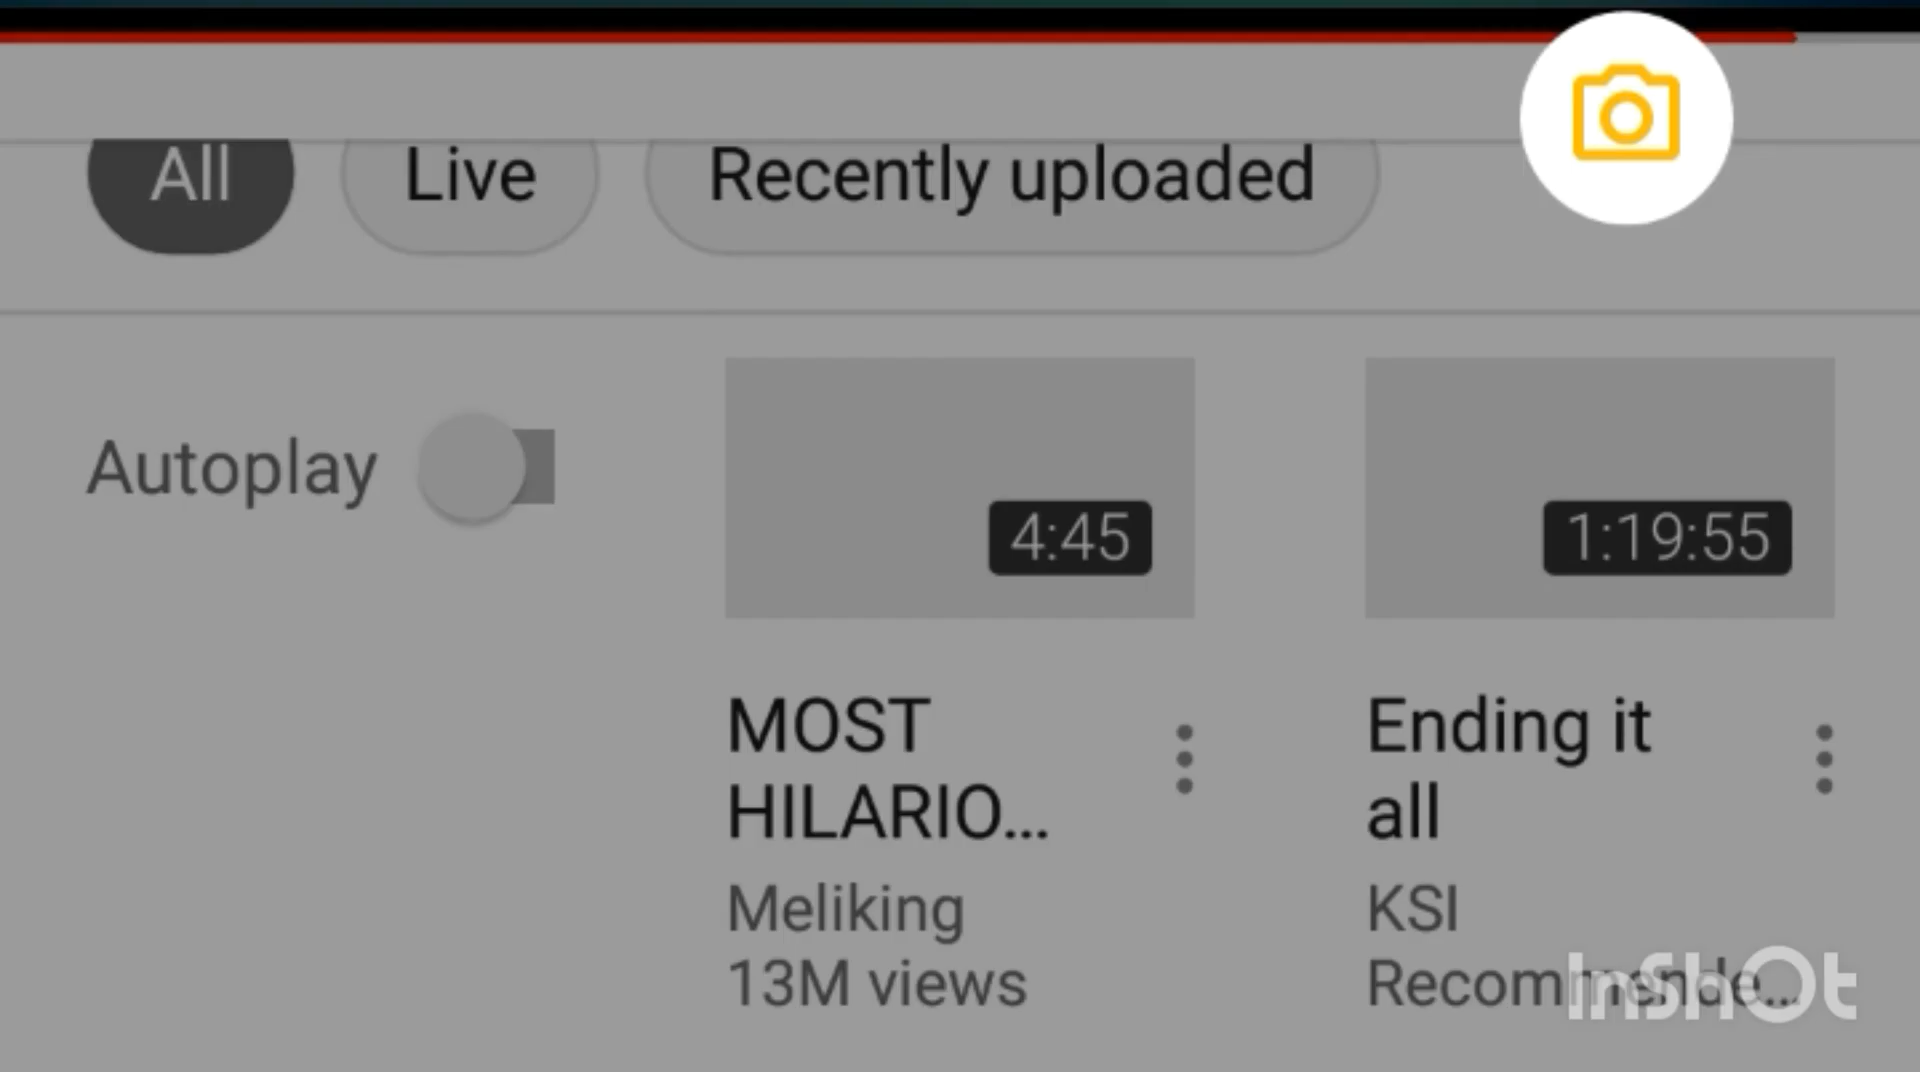 All
Live
Recently uploaded
Autoplay
4:45
1:19:55
MOST
HILARIO...
Meliking
13M views
Ending it
all
KSI
Recommende...
InShOt